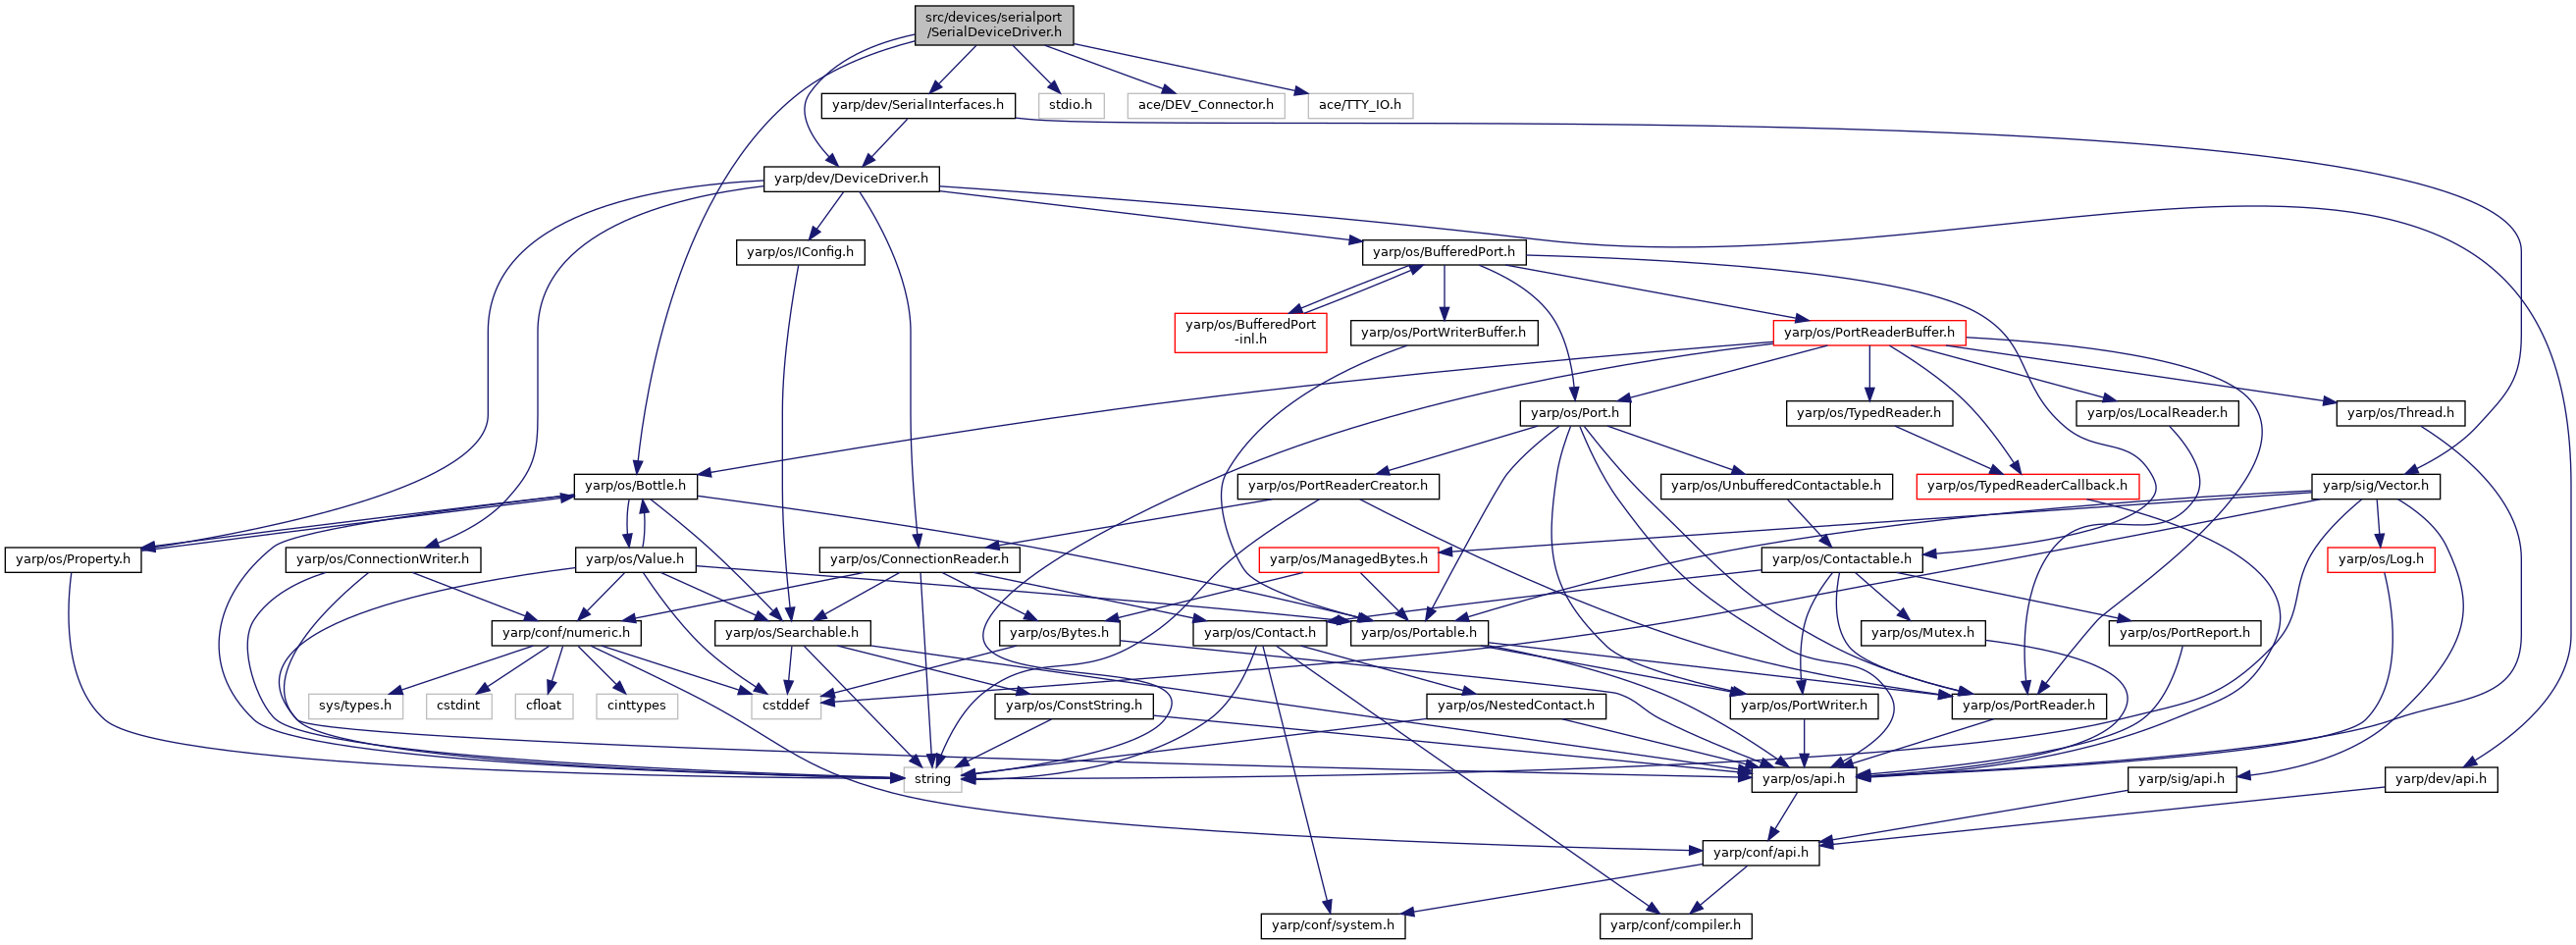 src/devices/serialport
/SerialDeviceDriver.h
yarp/dev/SerialInterfaces.h
stdio.h
ace/DEV_Connector.h
ace/TTY_IO.h
yarp/dev/DeviceDriver.h
yarp/os/IConfig.h
yarp/os/BufferedPort.h
yarp/os/BufferedPort
-inl.h
yarp/os/PortWriterBuffer.h
yarp/os/PortReaderBuffer.h
yarp/os/Port.h
yarp/os/TypedReader.h
yarp/os/LocalReader.h
yarp/os/Thread.h
yarp/os/Bottle.h
yarp/os/PortReaderCreator.h
yarp/os/UnbufferedContactable.h
yarp/os/TypedReaderCallback.h
yarp/sig/Vector.h
yarp/os/Property.h
yarp/os/ConnectionWriter.h
yarp/os/Value.h
yarp/os/ConnectionReader.h
yarp/os/ManagedBytes.h
yarp/os/Contactable.h
yarp/os/Log.h
yarp/conf/numeric.h
yarp/os/Searchable.h
yarp/os/Bytes.h
yarp/os/Contact.h
yarp/os/Portable.h
yarp/os/Mutex.h
yarp/os/PortReport.h
sys/types.h
cstdint
cfloat
cinttypes
cstddef
yarp/os/ConstString.h
yarp/os/NestedContact.h
yarp/os/PortWriter.h
yarp/os/PortReader.h
string
yarp/os/api.h
yarp/sig/api.h
yarp/dev/api.h
yarp/conf/api.h
yarp/conf/system.h
yarp/conf/compiler.h